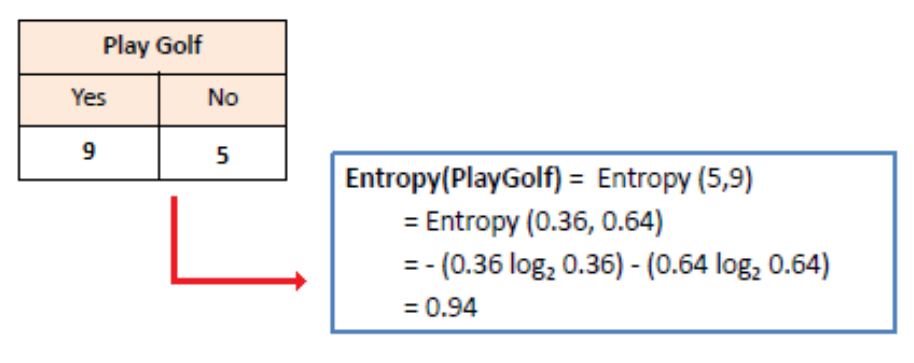 Play Golf
Yes No
9 5
Entropy(PlayGolf) = Entropy (5,9)
= Entropy (0.36, 0.64)
= - (0.36 log₂ 0.36) - (0.64 log₂ 0.64)
= 0.94